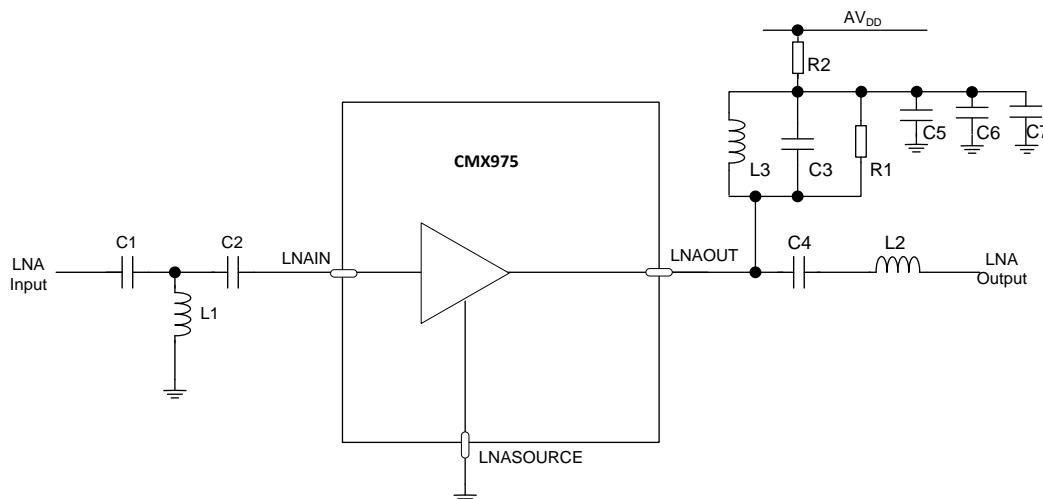 AVDD
R2
C5
C6
C7
L3
C3
R1
CMX975
C1
C2
LNAIN
LNAOUT
C4
L2
LNA
Input
LNA
Output
L1
LNASOURCE